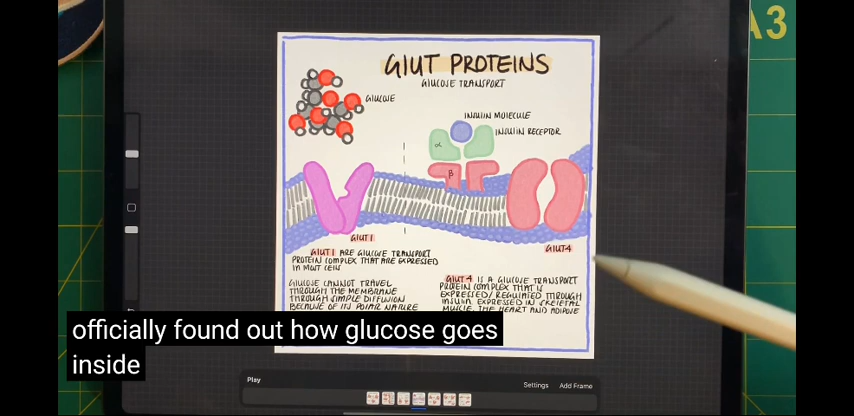 A3
GLUT PROTEINS
GLUCOSE TRANSPORT
GLUCOSE
INSULIN MOLECULE
INSULIN RECEPTOR
α
β
GLUT1
GLUT4
GLUT1 ARE GLUCOSE TRANSPORT
PROTEIN COMPLEX THAT ARE EXPRESSED
IN MOST CELLS
GLUCOSE CANNOT TRAVEL
THROUGH THE MEMBRANE
THROUGH SIMPLE DIFFUSION
BECAUSE OF ITS POLAR NATURE
GLUT 4 IS A GLUCOSE TRANSPORT
PROTEIN COMPLEX THAT IS
EXPRESSED/REGULATED THROUGH
INSULIN EXPRESSED IN SKELETAL
MUSCLE, THE HEART AND ADIPOSE
officially found out how glucose goes
inside
Play
Settings Add Frame